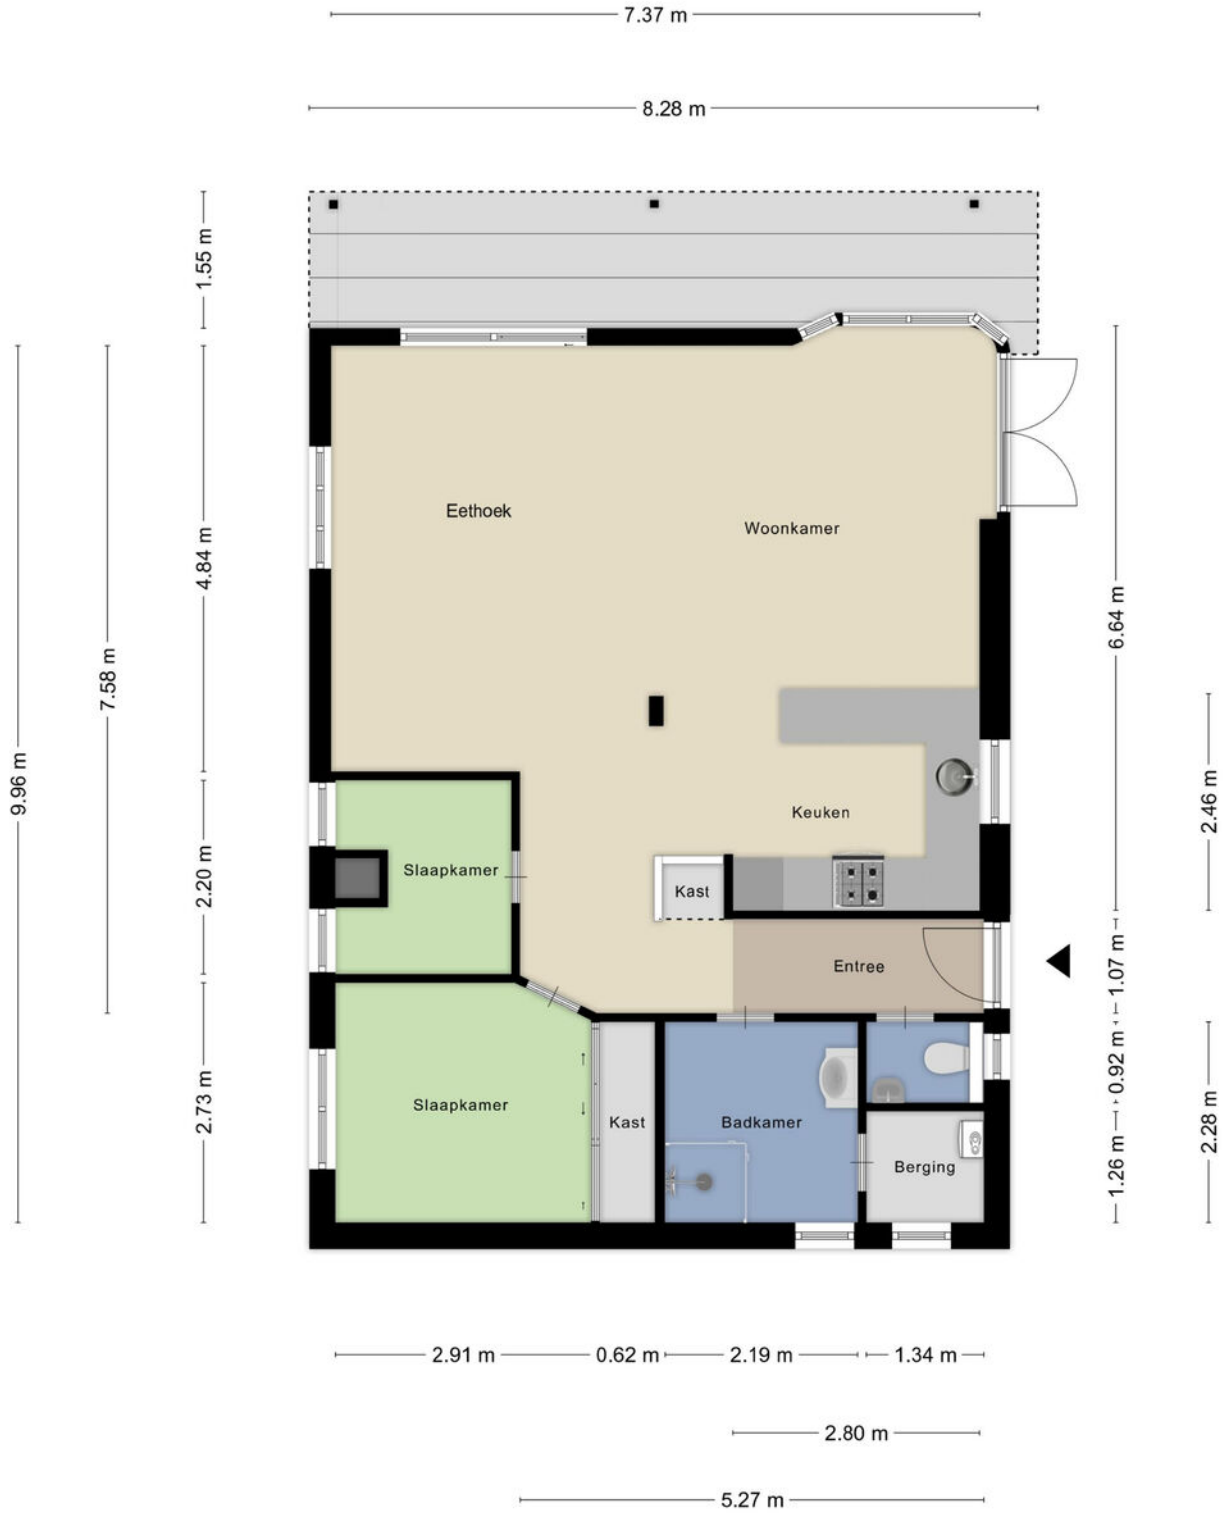 7.37 m
8.28 m
1.55 m
Eethoek
Woonkamer
4.84 m
6.64 m
7.58 m
9.96 m
2.46 m
Keuken
Slaapkamer
Kast
2.20 m
Entree
1.07 m
0.92 m
Slaapkamer
Kast
Badkamer
2.73 m
2.28 m
Berging
1.26 m
2.91 m
0.62 m
2.19 m
1.34 m
2.80 m
5.27 m